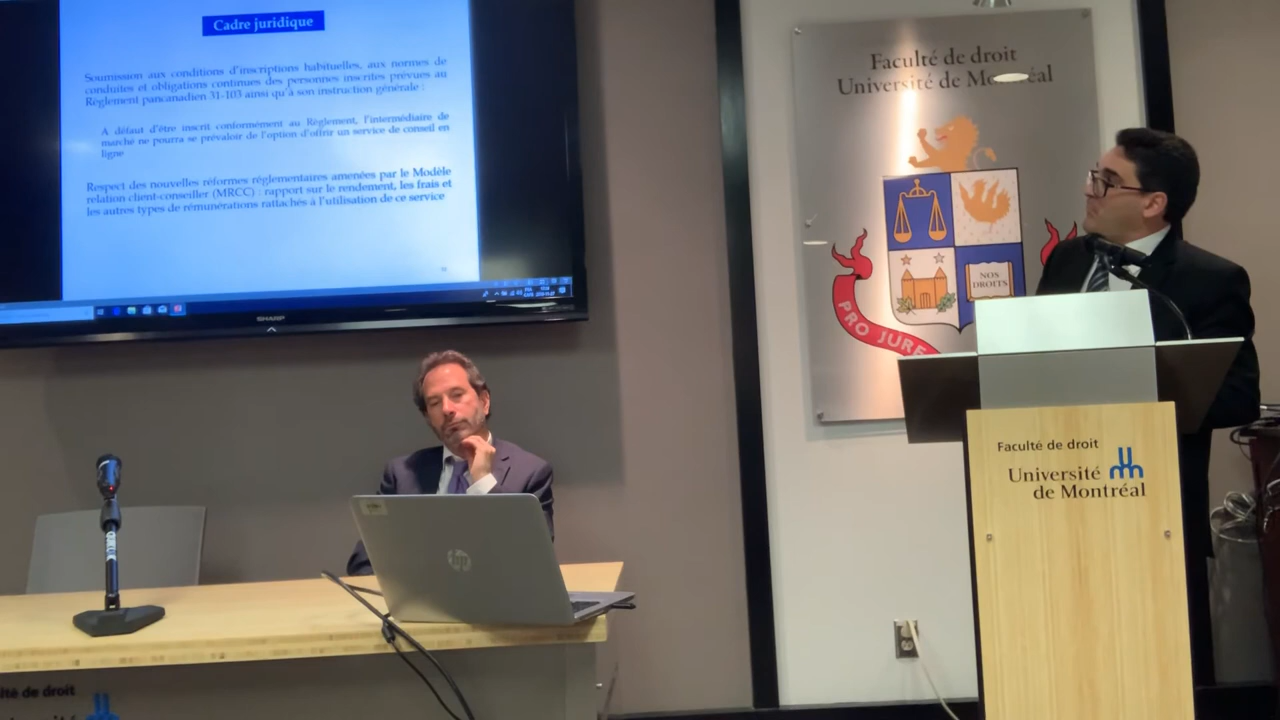 Cadre juridique
Soumission aux conditions d'inscriptions habituelles, aux normes de
conduites et obligations continues des personnes inscrites prévues au
Règlement pancanadien 31-103 ainsi qu'à son instruction générale :
A défaut d'être inscrit conformément au Règlement, l'intermédiaire de
marché ne pourra se prévaloir de l'option d'offrir un service de conseil en
ligne
Respect des nouvelles réformes règlementaires amenées par le Modèle
relation client-conseiller (MRCC) : rapport sur le rendement, les frais et
les autres types de rémunérations rattachés à l'utilisation de ce service
SHARP
Faculté de droit
Université de Montréal
NOS
DROITS
PRO JURE
hp
Faculté de droit
Université
de Montréal
lté de droit